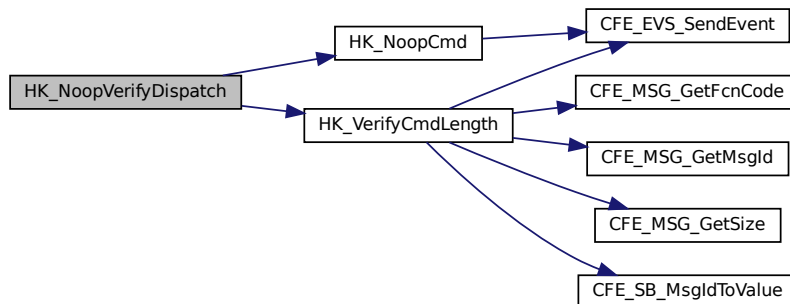 HK_NoopVerifyDispatch
HK_NoopCmd
HK_VerifyCmdLength
CFE_EVS_SendEvent
CFE_MSG_GetFcnCode
CFE_MSG_GetMsgId
CFE_MSG_GetSize
CFE_SB_MsgIdToValue